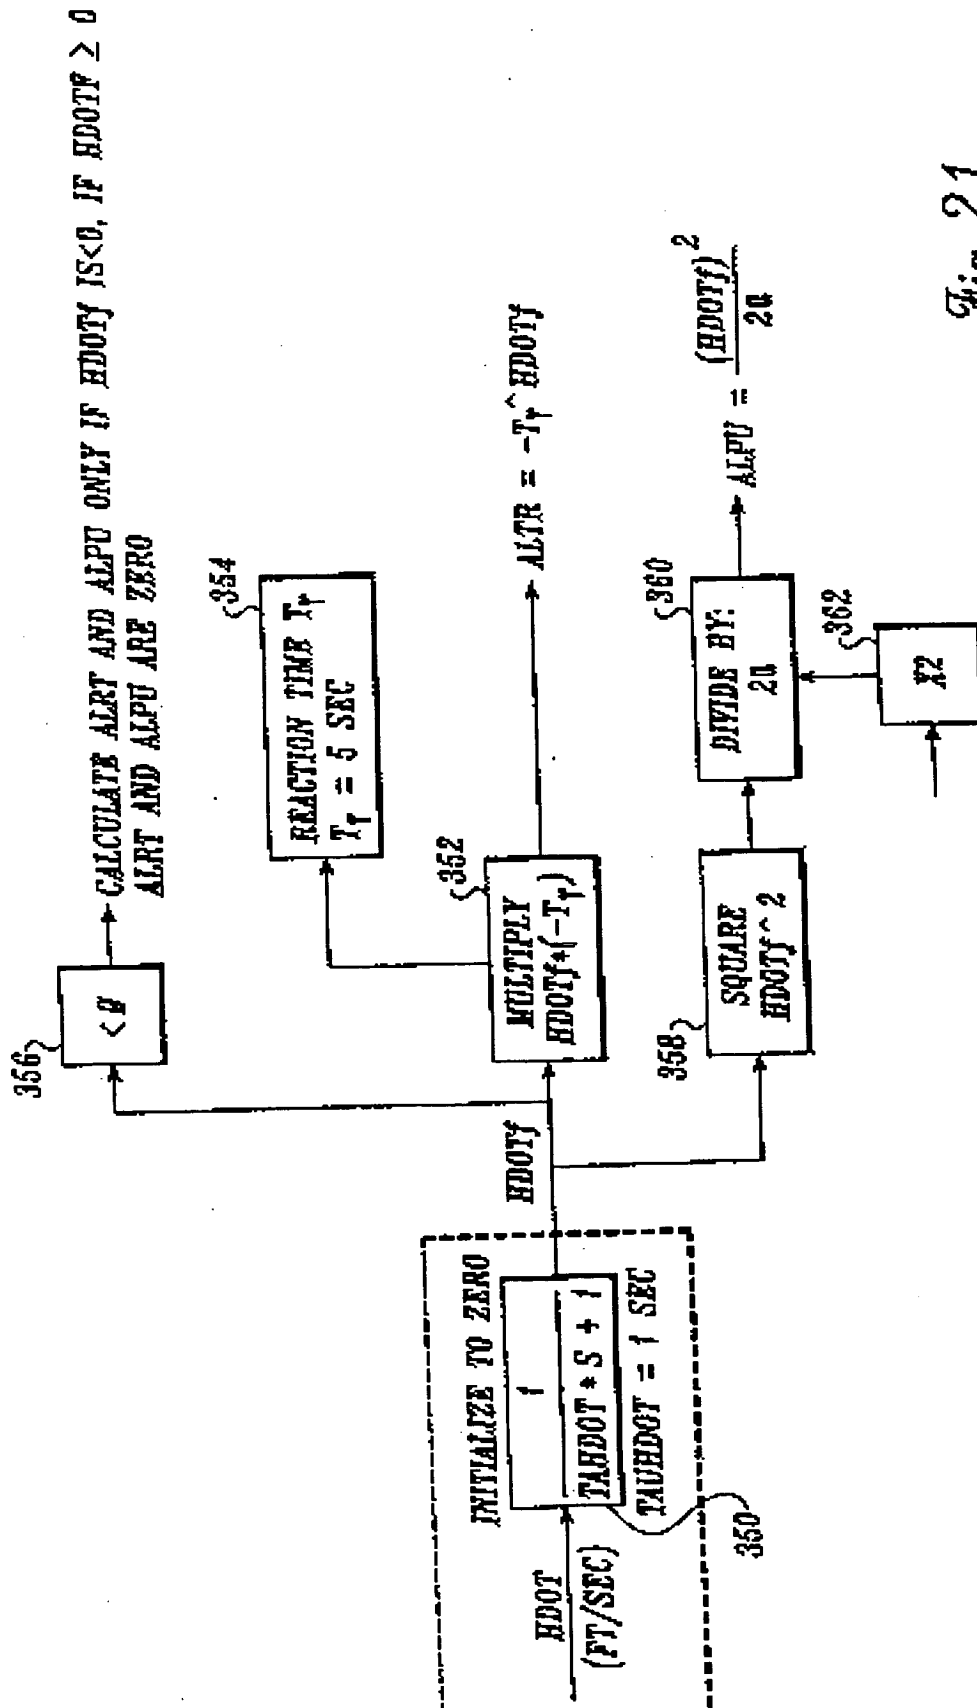 356
< 0
CALCULATE ALRT AND ALPU ONLY IF HDOTf IS<0, IF HDOTF ≥ 0
ALRT AND ALPU ARE ZERO
354
REACTION TIME Tr
Tr = 5 SEC
INITIALIZE TO ZERO
HDOT
(FT/SEC)
1
TAHDOT * S + 1
TAUHDOT = 1 SEC
350
HDOTf
352
MULTIPLY
HDOTf*(-Tr)
ALTR = -Tr^HDOTf
358
SQUARE
HDOTf^2
360
DIVIDE BY:
2a
ALPU = (HDOTf)²
2a
362
X2
Fig. 21